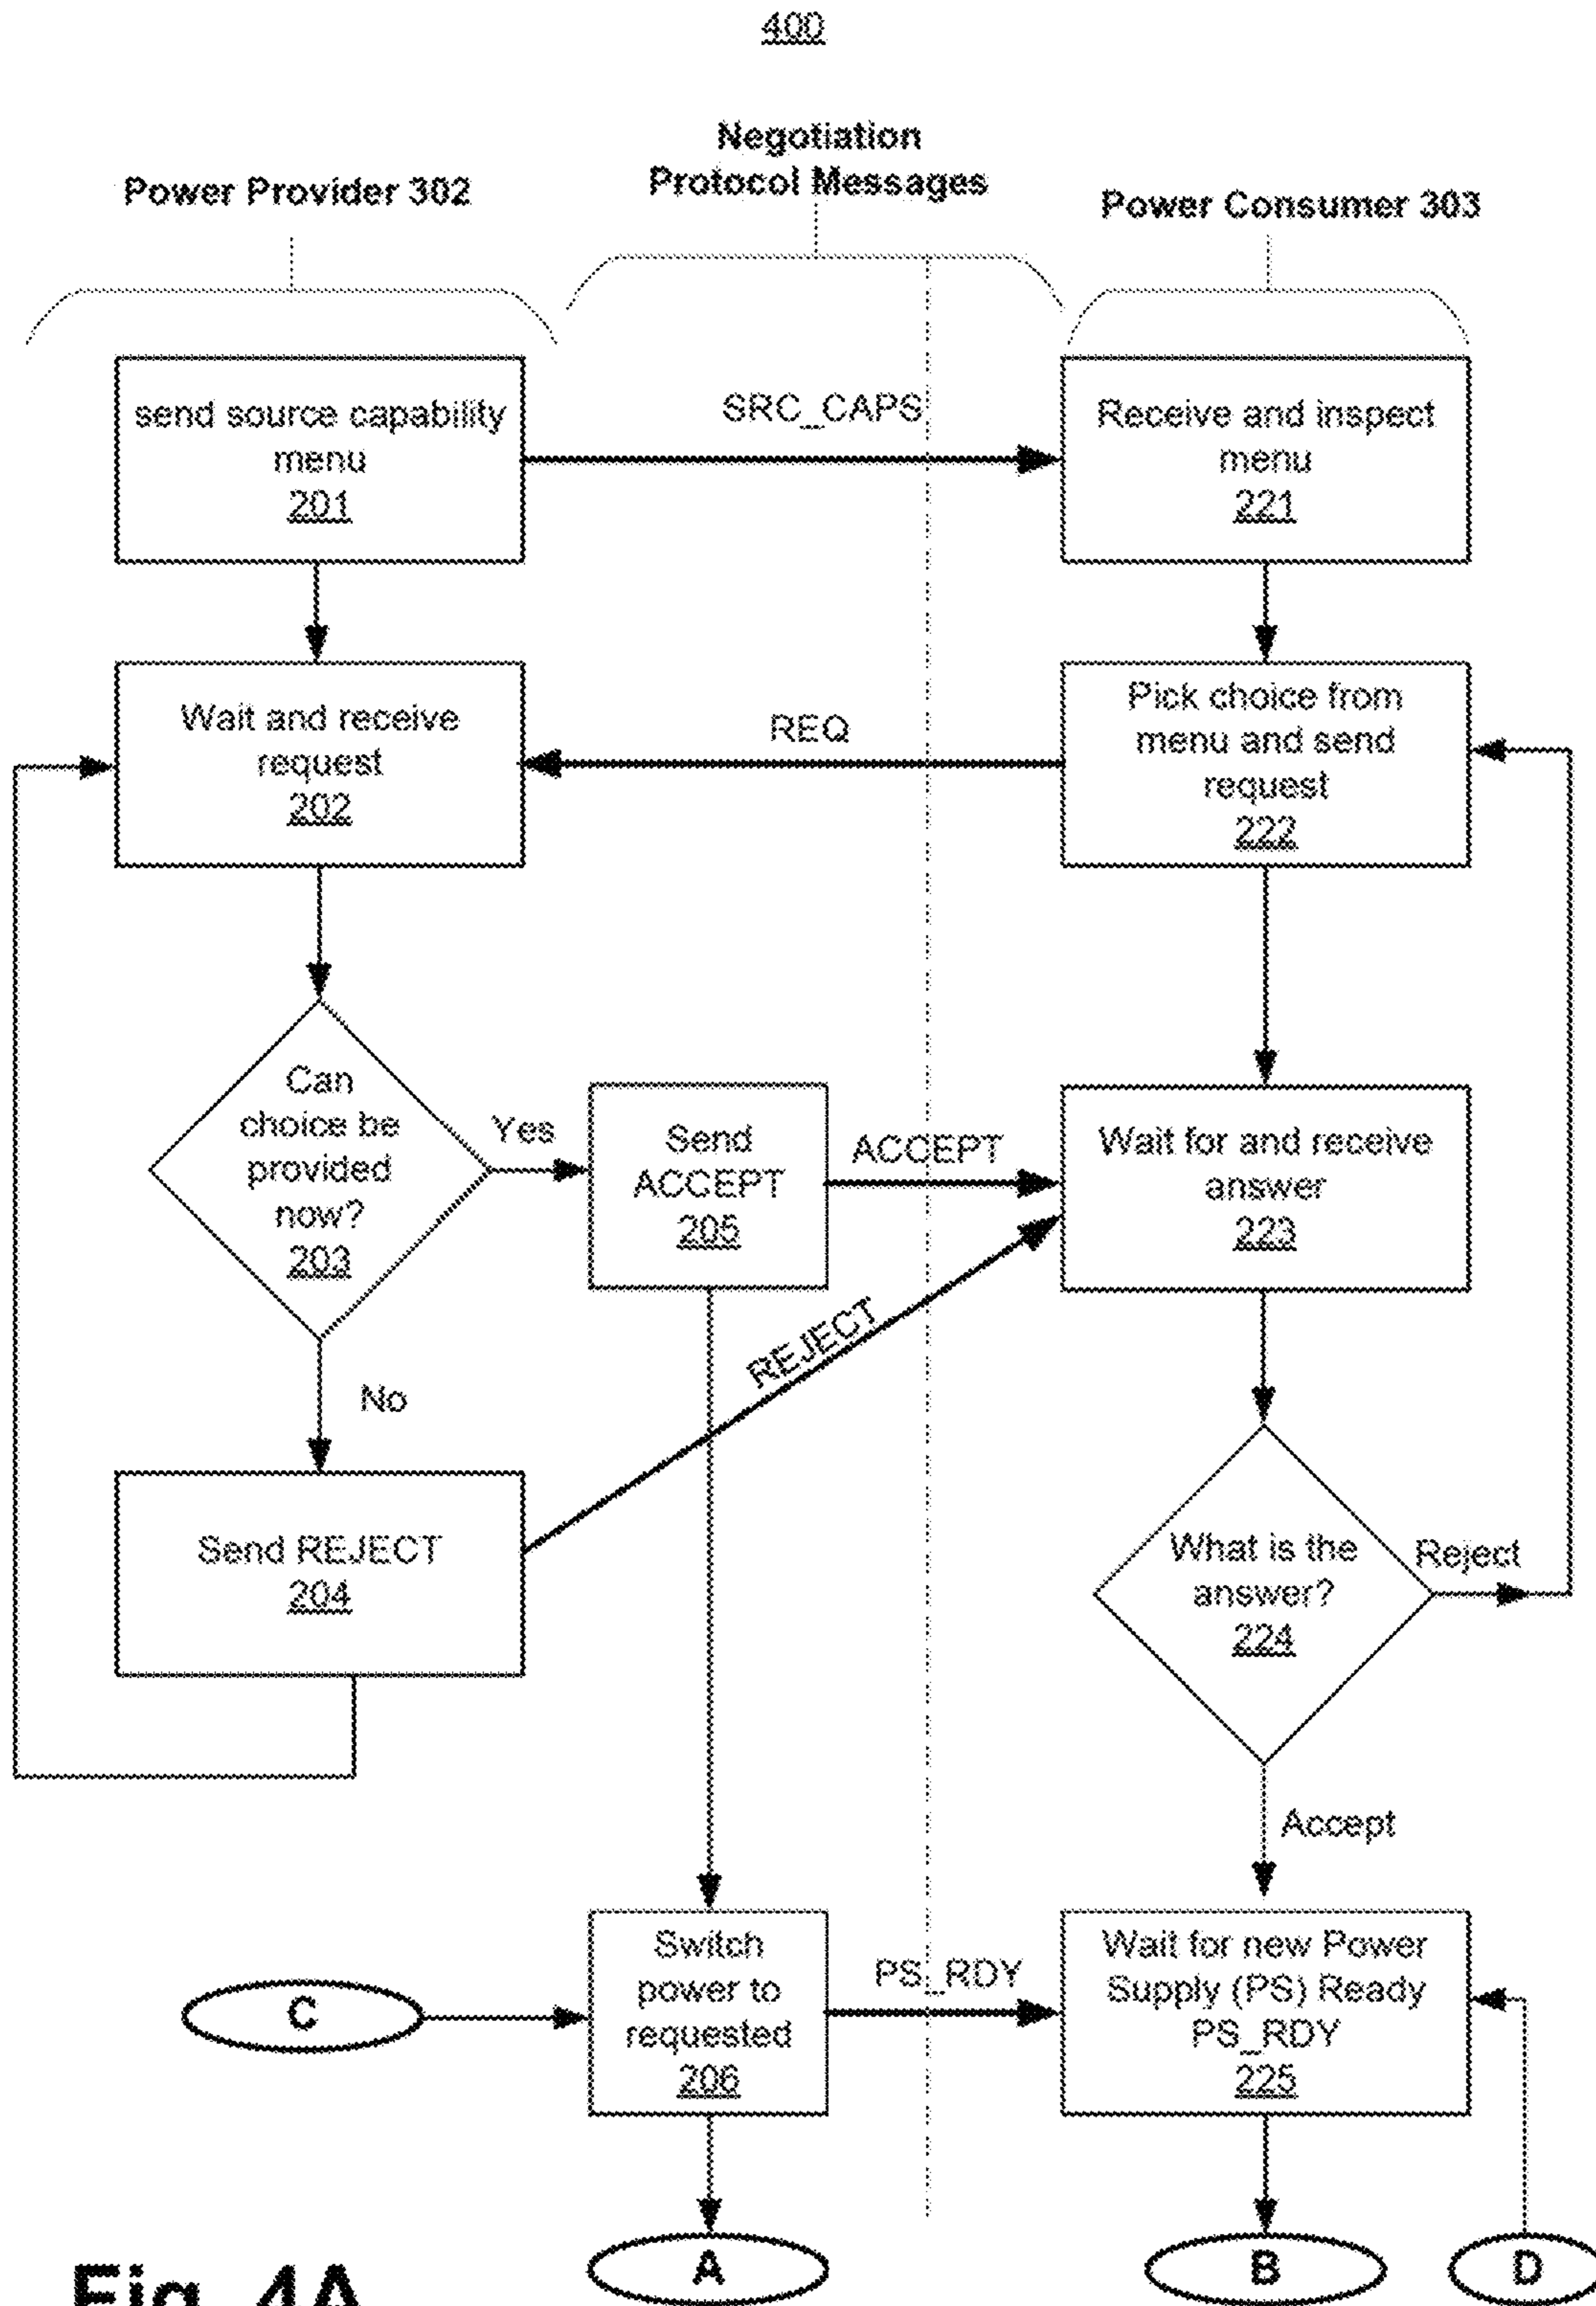 400
Negotiation
Protocol Messages
Power Provider 302
Power Consumer 303
send source capability
menu
201
SRC_CAPS
Receive and inspect
menu
221
Wait and receive
request
202
REQ
Pick choice from
menu and send
request
222
Can
choice be
provided
now?
203
Yes
Send
ACCEPT
205
ACCEPT
Wait for and receive
answer
223
REJECT
No
Send REJECT
204
What is the
answer?
224
Reject
Accept
C
Switch
power to
requested
206
PS_RDY
Wait for new Power
Supply (PS) Ready
PS_RDY
225
A
B
D
Fig. 4A